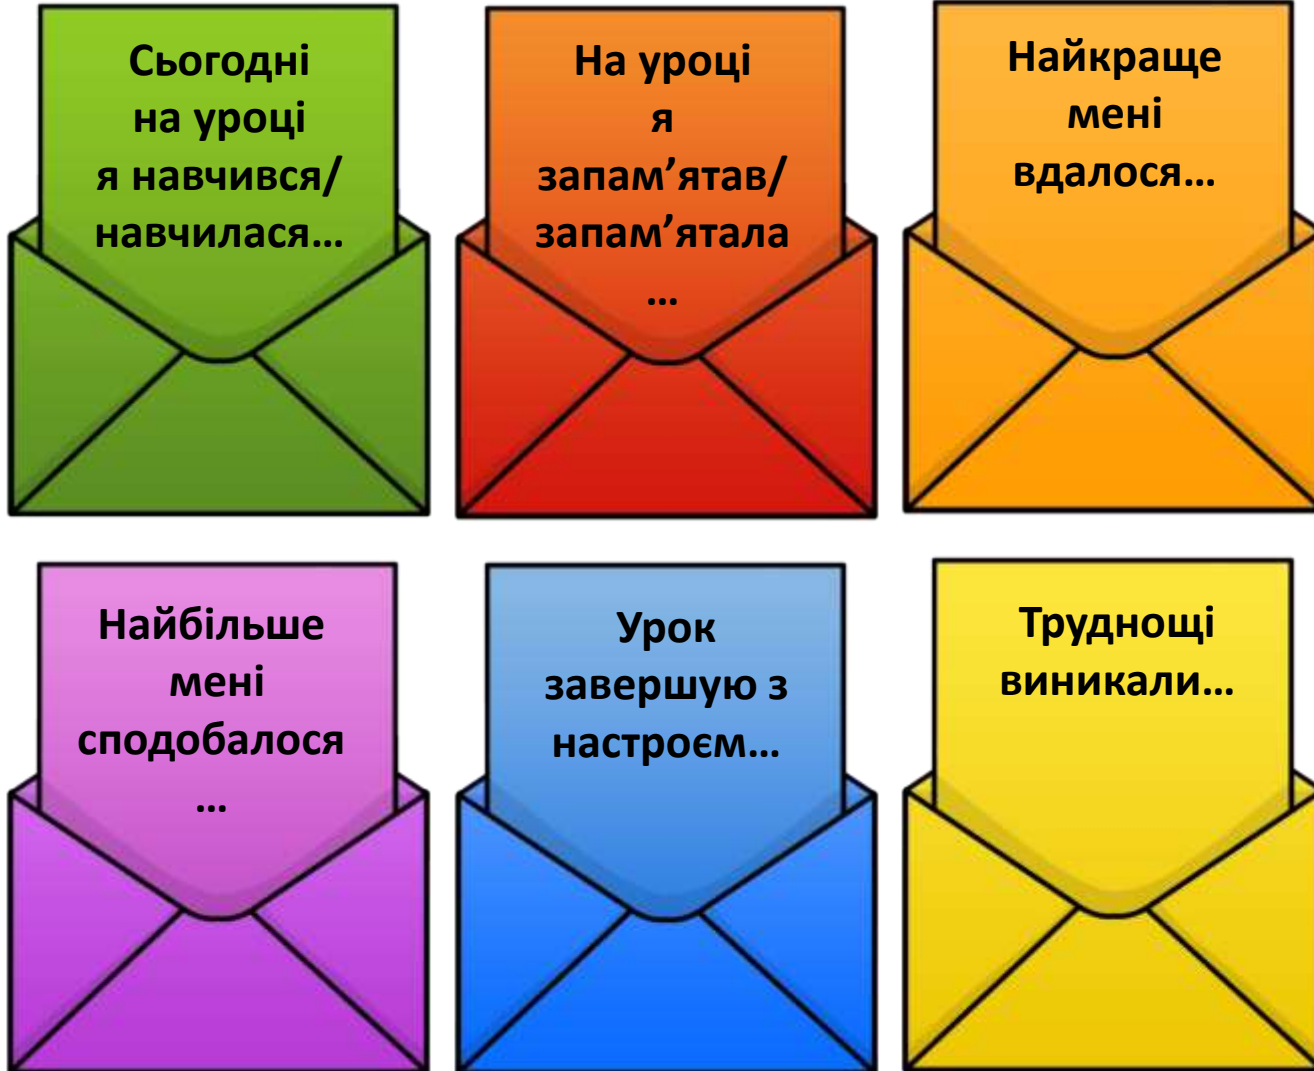 Сьогодні
на уроці
я навчився/
навчилася...
На уроці
я
запам’ятав/
запам’ятала
...
Найкраще
мені
вдалося...
Найбільше
мені
сподобалося
...
Урок
завершую з
настроєм...
Труднощі
виникали...